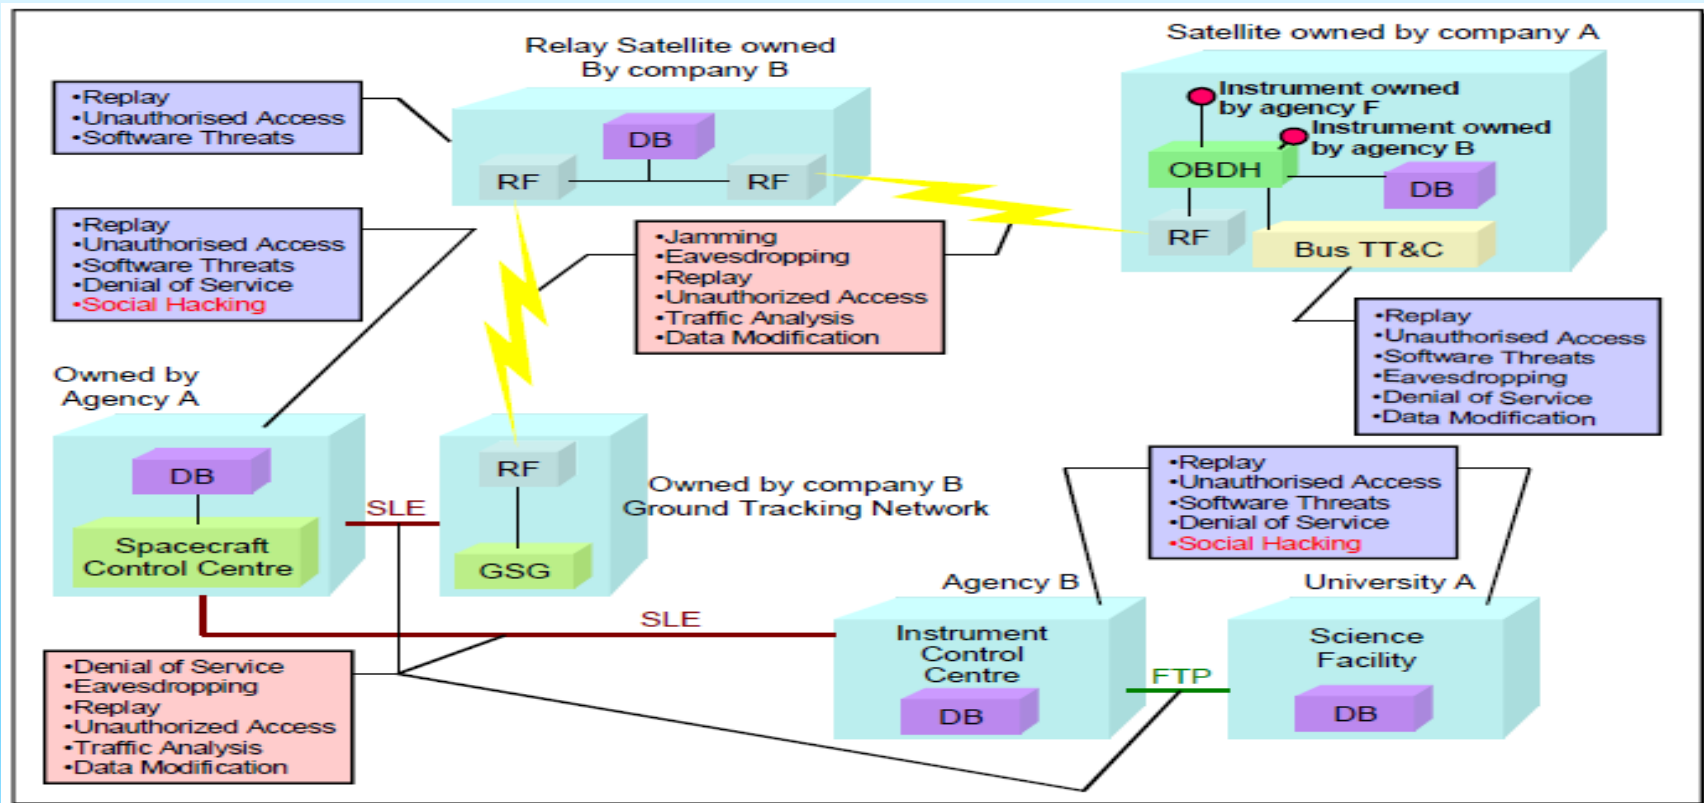 Relay Satellite owned
By company B
Satellite owned by company A
•Replay
•Unauthorised Access
•Software Threats
DB
RF
RF
Instrument owned
by agency F
Instrument owned
by agency B
OBDH
DB
RF
Bus TT&C
•Replay
•Unauthorised Access
•Software Threats
•Denial of Service
•Social Hacking
•Jamming
•Eavesdropping
•Replay
•Unauthorized Access
•Traffic Analysis
•Data Modification
•Replay
•Unauthorised Access
•Software Threats
•Eavesdropping
•Denial of Service
•Data Modification
Owned by
Agency A
DB
Spacecraft
Control Centre
SLE
RF
GSG
Owned by company B
Ground Tracking Network
•Replay
•Unauthorised Access
•Software Threats
•Denial of Service
•Social Hacking
Agency B
University A
SLE
Instrument
Control
Centre
DB
FTP
Science
Facility
DB
•Denial of Service
•Eavesdropping
•Replay
•Unauthorized Access
•Traffic Analysis
•Data Modification